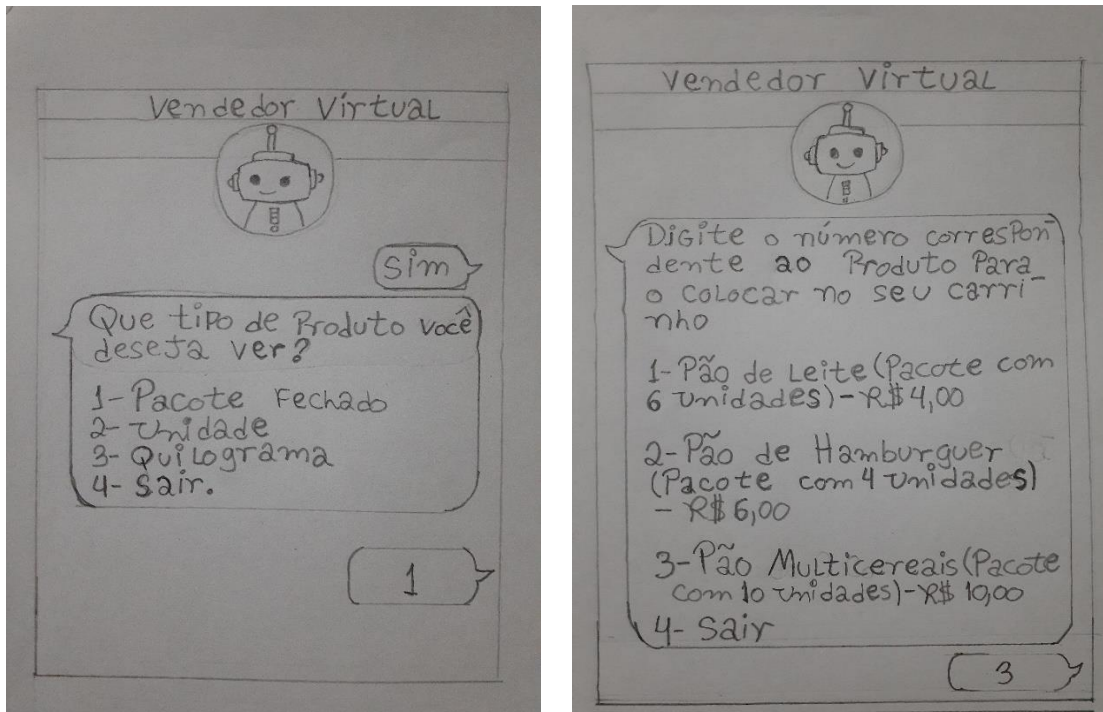 Vendedor Virtual
Sim
Que tipo de Produto você
deseja ver?
1- Pacote Fechado
2- Unidade
3- Quilograma
4- Sair.
1
Vendedor Virtual
Digite o número correspon
dente ao Produto Para
o colocar no seu carri-
nho
1- Pão de Leite (Pacote com
6 unidades) - R$ 4,00
2- Pão de Hamburguer
(Pacote com 4 unidades)
- R$ 6,00
3- Pão Multicereais (Pacote
com 10 unidades) - R$ 10,00
4- Sair
3